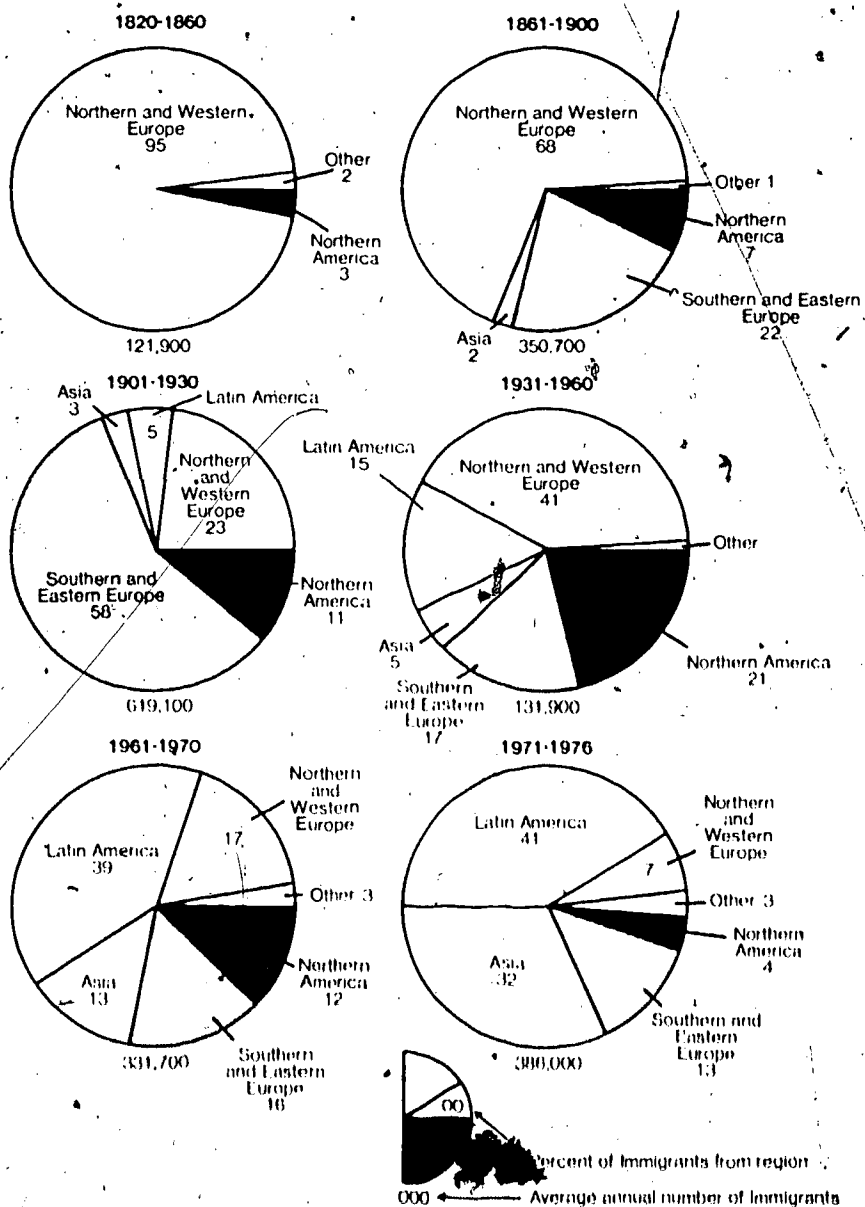 1820-1860
Northern and Western
Europe
95
Other
2
Northern
America
3
121,900
1861-1900
Northern and Western
Europe
68
Other 1
Northern
America
7
Southern and Eastern
Europe
22
Asia
2
350,700
1901-1930
Asia
3
Latin America
5
Northern
and
Western
Europe
23
Southern and
Eastern Europe
58
Northern
America
11
619,100
1931-1960
Latin America
15
Northern and Western
Europe
41
Other
Northern America
21
Asia
5
Southern
and Eastern
Europe
17
131,900
1961-1970
Northern
and
Western
Europe
17
Latin America
39
Other 3
Asia
13
Northern
America
12
Southern
and Eastern
Europe
16
331,700
1971-1976
Latin America
41
Northern
and
Western
Europe
7
Other 3
Northern
America
4
Asia
32
Southern and
Eastern
Europe
13
386,000
00
Percent of Immigrants from region
000
Average annual number of Immigrants